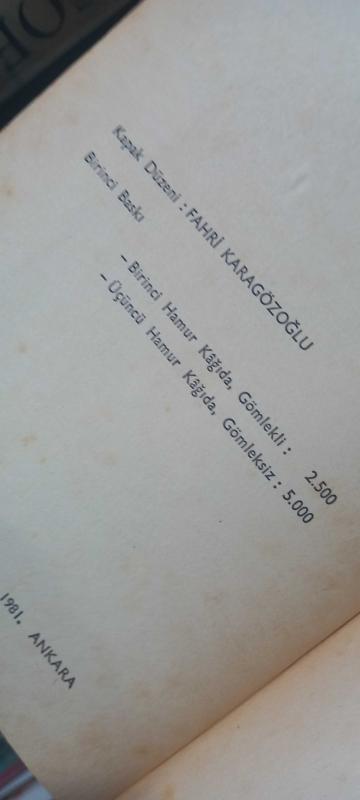 Kapak Düzeni : FAHRİ KARAGÖZOĞLU
Birinci Baskı
— Birinci Hamur Kâğıda, Gömlekli : 2.500
— Üçüncü Hamur Kâğıda, Gömleksiz : 5.000
1981. ANKARA